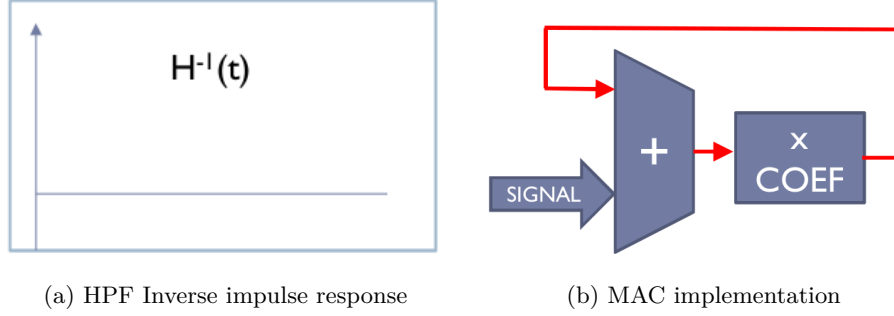 H⁻¹(t)
+
x
COEF
SIGNAL
(a) HPF Inverse impulse response
(b) MAC implementation